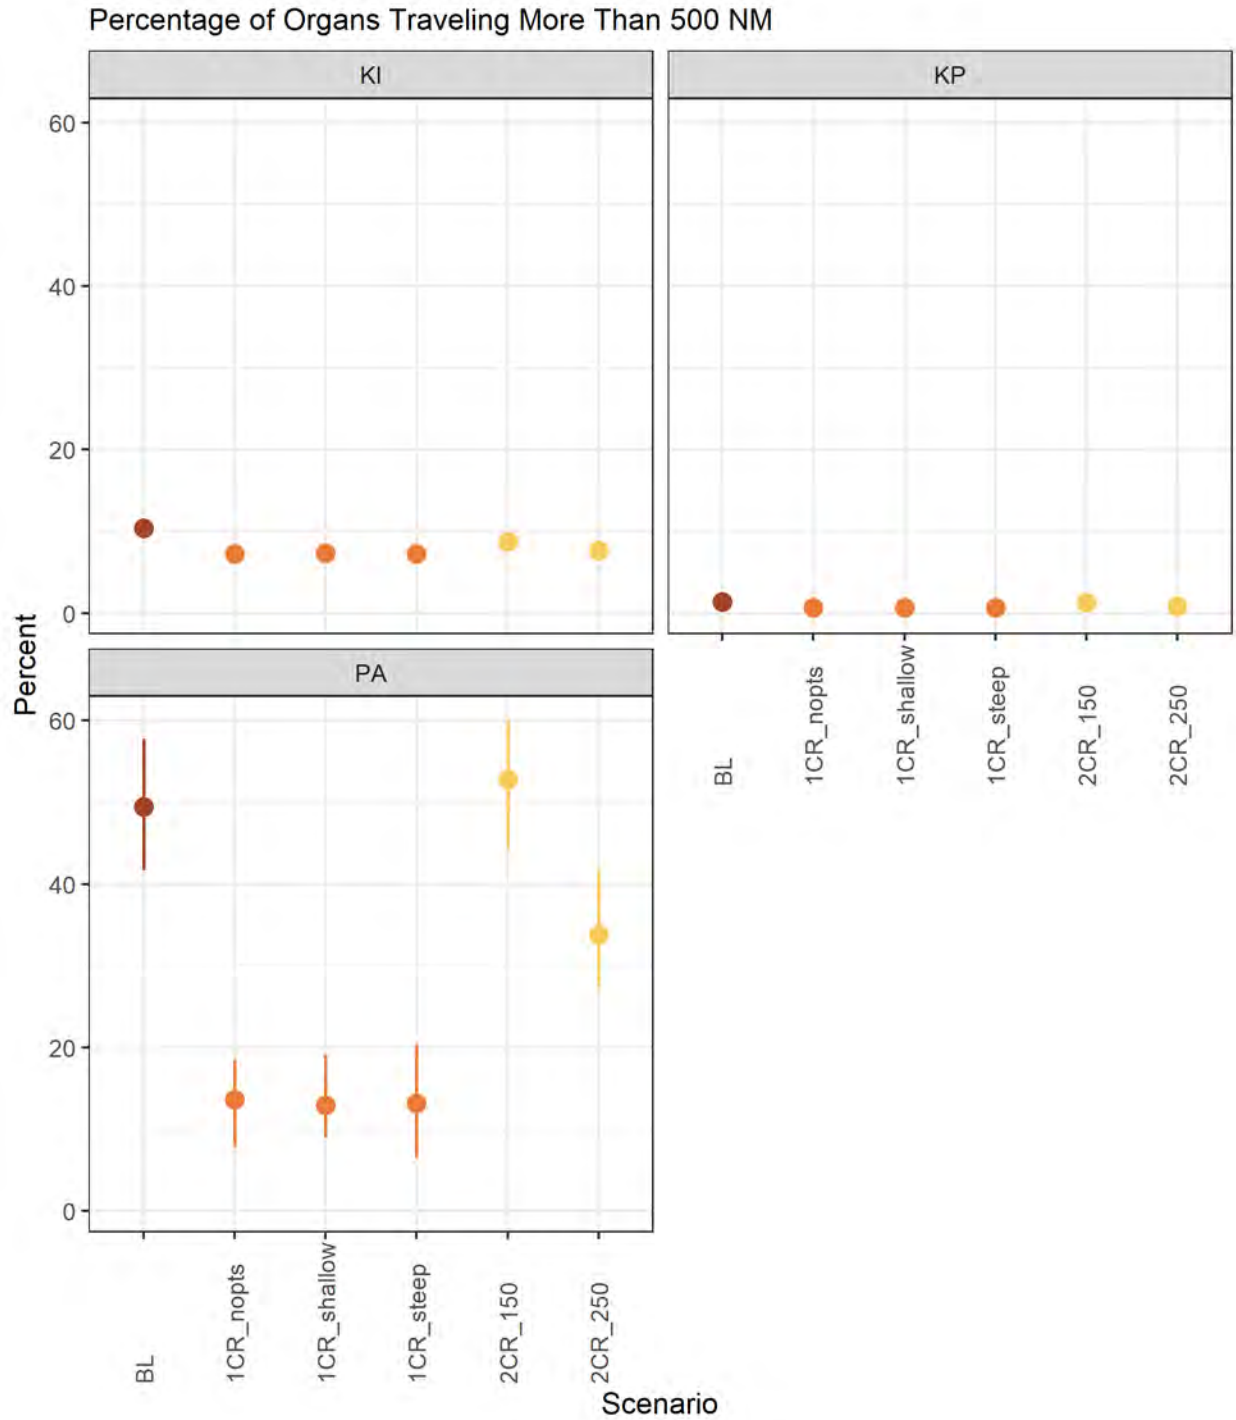 Percentage of Organs Traveling More Than 500 NM
KI
KP
60
40
20
0
Percent
BL
1CR_nopts
1CR_shallow
1CR_steep
2CR_150
2CR_250
PA
60
40
20
0
BL
1CR_nopts
1CR_shallow
1CR_steep
2CR_150
2CR_250
Scenario